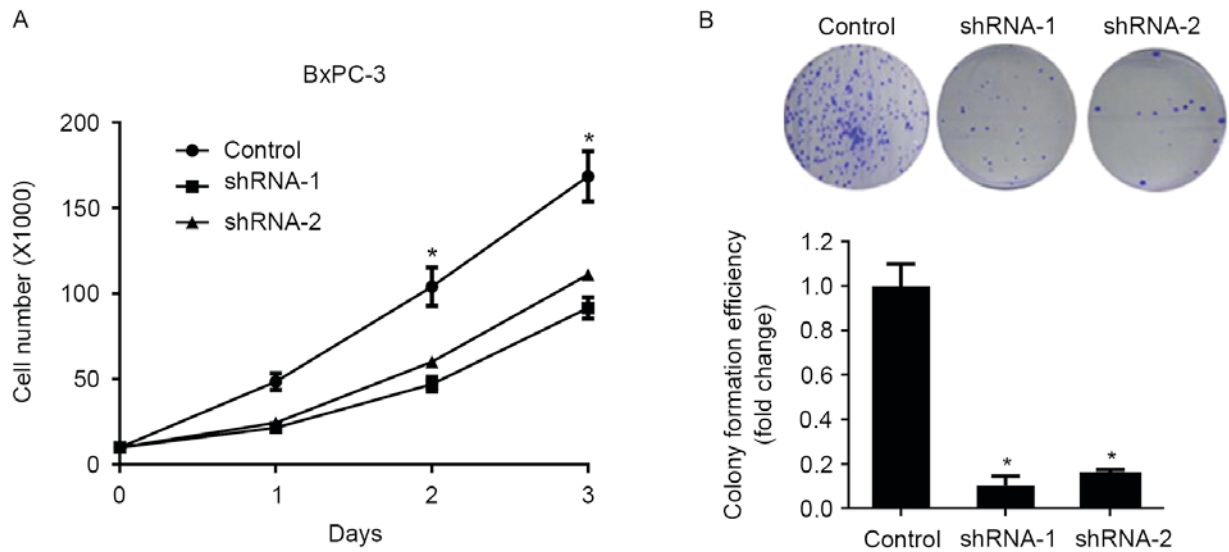 A
BxPC-3
Cell number (X1000)
200
150
100
50
0
Control
shRNA-1
shRNA-2
*
*
0 1 2 3
Days
B
Control shRNA-1 shRNA-2
Colony formation efficiency
(fold change)
1.2
1.0
0.8
0.6
0.4
0.2
0.0
*
*
Control shRNA-1 shRNA-2